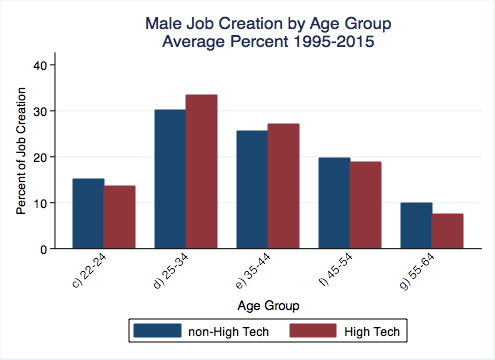 Male Job Creation by Age Group
Average Percent 1995-2015
Percent of Job Creation
40
30
20
10
0
c) 22-24
d) 25-34
e) 35-44
f) 45-54
g) 55-64
Age Group
non-High Tech
High Tech